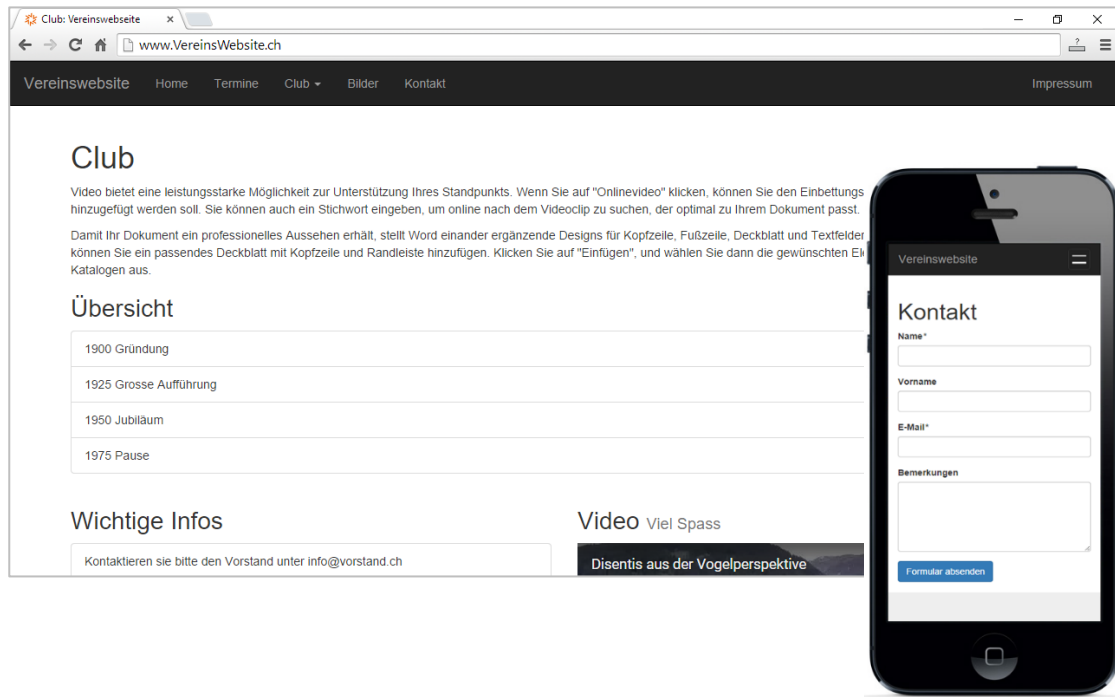 Club: Vereinswebseite
www.VereinsWebsite.ch
Vereinswebsite Home Termine Club Bilder Kontakt Impressum
Club
Video bietet eine leistungsstarke Möglichkeit zur Unterstützung Ihres Standpunkts. Wenn Sie auf "Onlinevideo" klicken, können Sie den Einbettungs
hinzugefügt werden soll. Sie können auch ein Stichwort eingeben, um online nach dem Videoclip zu suchen, der optimal zu Ihrem Dokument passt.
Damit Ihr Dokument ein professionelles Aussehen erhält, stellt Word einander ergänzende Designs für Kopfzeile, Fußzeile, Deckblatt und Textfelder
können Sie ein passendes Deckblatt mit Kopfzeile und Randleiste hinzufügen. Klicken Sie auf "Einfügen", und wählen Sie dann die gewünschten El
Katalogen aus.
Übersicht
1900 Gründung
1925 Grosse Aufführung
1950 Jubiläum
1975 Pause
Wichtige Infos
Kontaktieren sie bitte den Vorstand unter info@vorstand.ch
Video Viel Spass
Disentis aus der Vogelperspektive
Vereinswebsite
Kontakt
Name*
Vorname
E-Mail*
Bemerkungen
Formular absenden